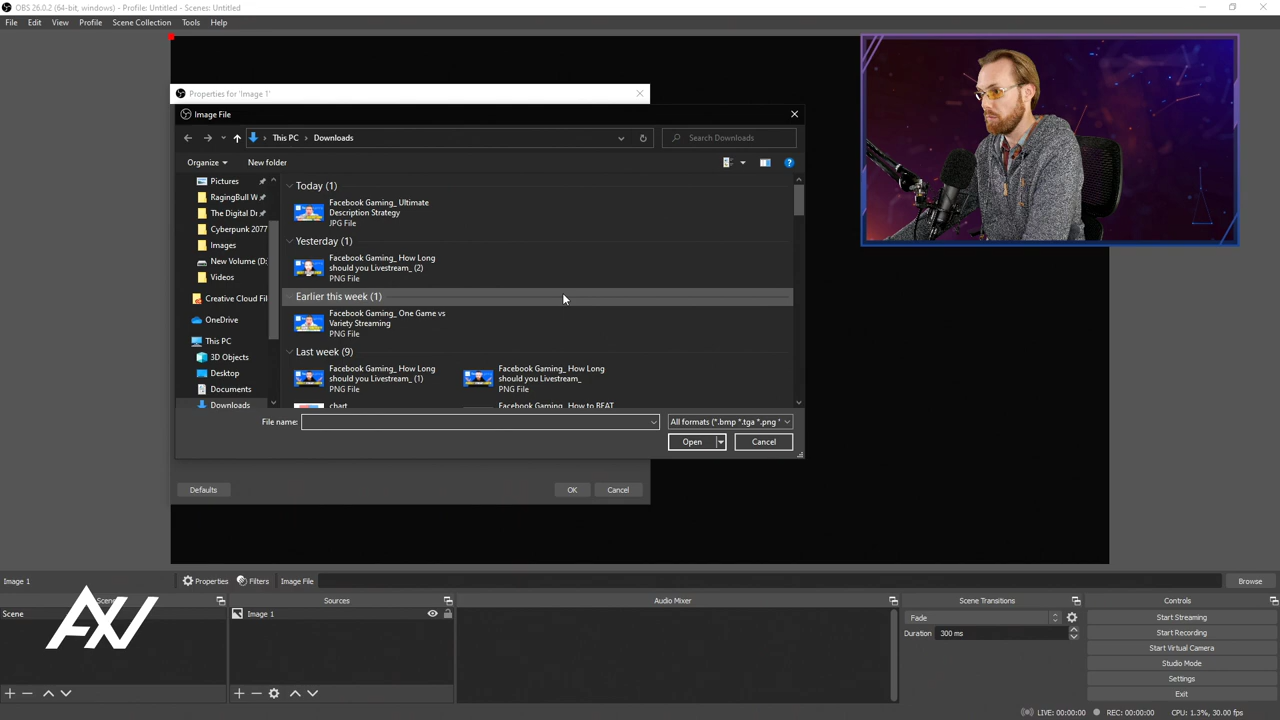 OBS 26.0.2 (64-bit, windows) - Profile: Untitled - Scenes: Untitled
File Edit View Profile Scene Collection Tools Help
Properties for 'Image 1'
Image File
This PC > Downloads
Search Downloads
Organize New folder
Pictures
RagingBull W
The Digital Dr
Cyberpunk 2077
Images
New Volume (D:
Videos
Creative Cloud Fil
OneDrive
This PC
3D Objects
Desktop
Documents
Downloads
Today (1)
Facebook Gaming_ Ultimate
Description Strategy
JPG File
Yesterday (1)
Facebook Gaming_ How Long
should you Livestream_ (2)
PNG File
Earlier this week (1)
Facebook Gaming_ One Game vs
Variety Streaming
PNG File
Last week (9)
Facebook Gaming_ How Long
should you Livestream_ (1)
PNG File
Facebook Gaming_ How Long
should you Livestream_
PNG File
chart
Facebook Gaming_ How to BEAT
File name:
All formats (*.bmp *.tga *.png *
Open Cancel
Defaults OK Cancel
Image 1 Properties Filters Image File Browse
Sources Audio Mixer Scene Transitions Controls
Scene
Image 1
Fade
Duration 300 ms
Start Streaming
Start Recording
Start Virtual Camera
Studio Mode
Settings
Exit
LIVE: 00:00:00 REC: 00:00:00 CPU: 1.3%, 30.00 fps